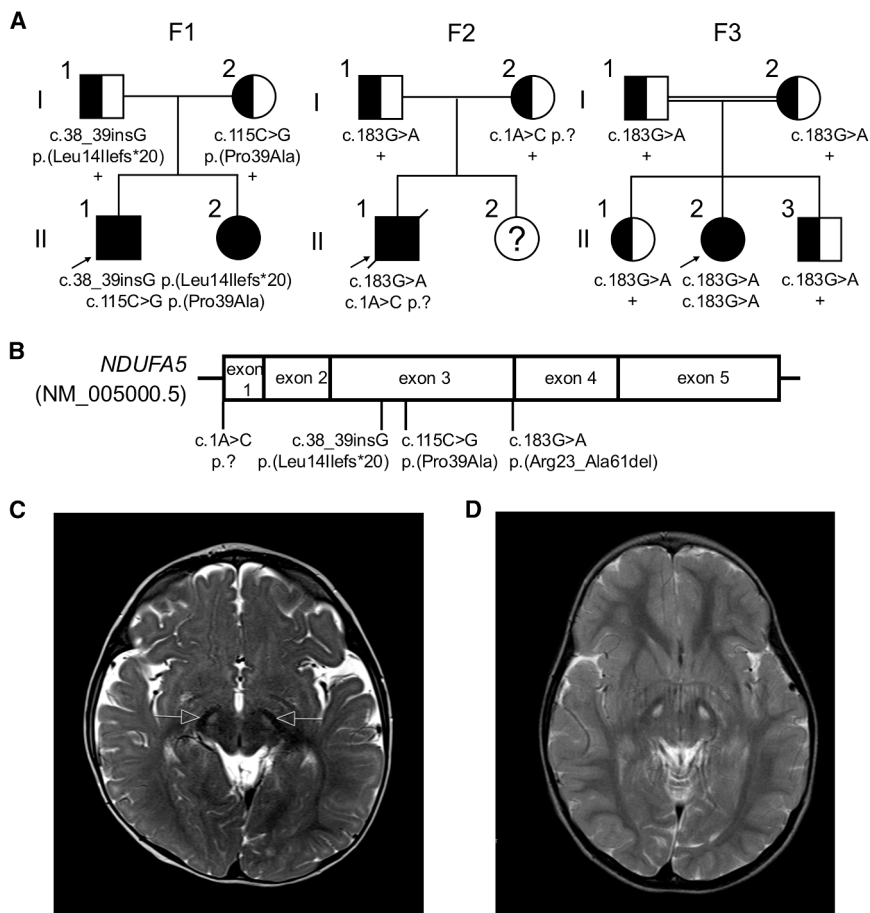 A
F1
F2
F3
I
1
2
1
2
I
1
2
I
c.38_39insG
p.(Leu14Ilefs*20)
+
c.115C>G
p.(Pro39Ala)
+
c.183G>A
+
c.1A>C p.?
+
c.183G>A
+
c.183G>A
+
II
1
2
II
1
2
?
II
1
2
3
c.38_39insG p.(Leu14Ilefs*20)
c.115C>G p.(Pro39Ala)
c.183G>A
c.1A>C p.?
c.183G>A
+
c.183G>A
c.183G>A
c.183G>A
+
B
NDUFA5
(NM_005000.5)
exon
1
exon 2
exon 3
exon 4
exon 5
c.1A>C
p.?
c.38_39insG
p.(Leu14Ilefs*20)
c.115C>G
p.(Pro39Ala)
c.183G>A
p.(Arg23_Ala61del)
C
D